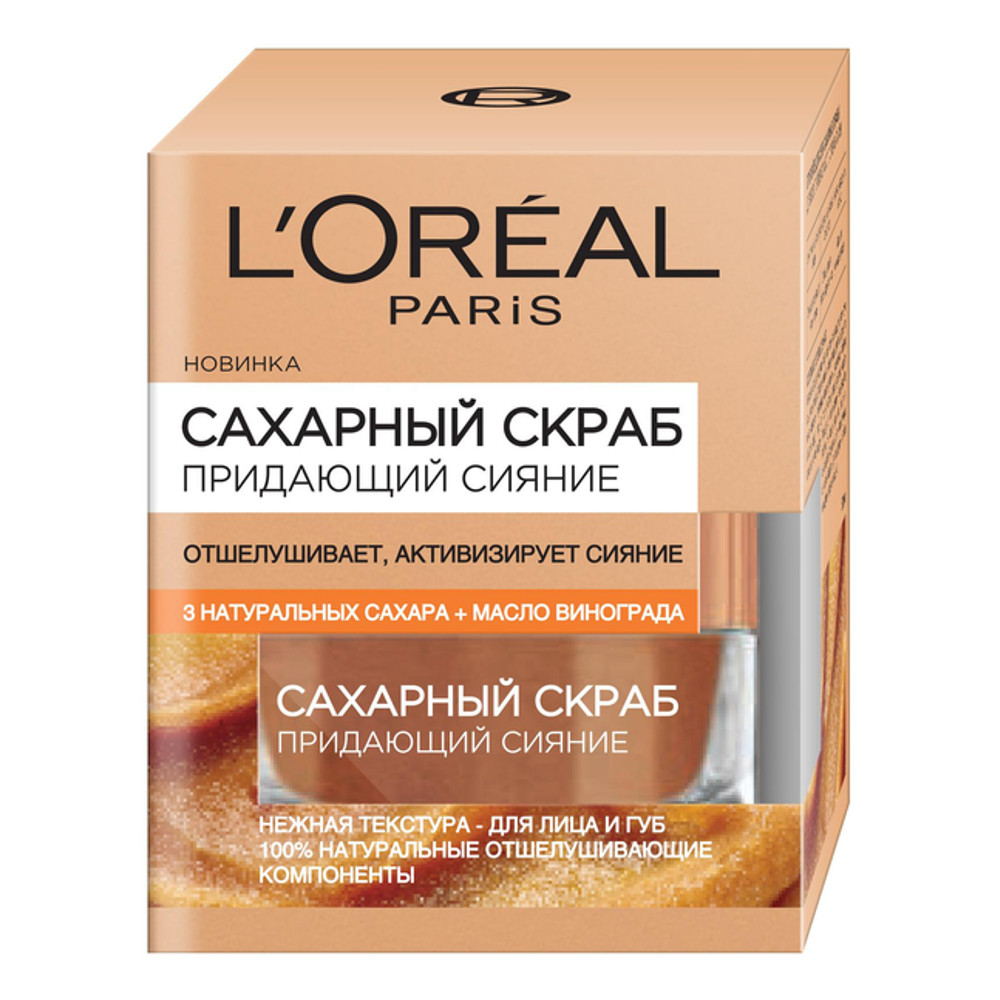 L'ORÉAL
PARiS
НОВИНКА
САХАРНЫЙ СКРАБ
ПРИДАЮЩИЙ СИЯНИЕ
ОТШЕЛУШИВАЕТ, АКТИВИЗИРУЕТ СИЯНИЕ
3 НАТУРАЛЬНЫХ САХАРА + МАСЛО ВИНОГРАДА
САХАРНЫЙ СКРАБ
ПРИДАЮЩИЙ СИЯНИЕ
НЕЖНАЯ ТЕКСТУРА - ДЛЯ ЛИЦА И ГУБ
100% НАТУРАЛЬНЫЕ ОТШЕЛУШИВАЮЩИЕ
КОМПОНЕНТЫ